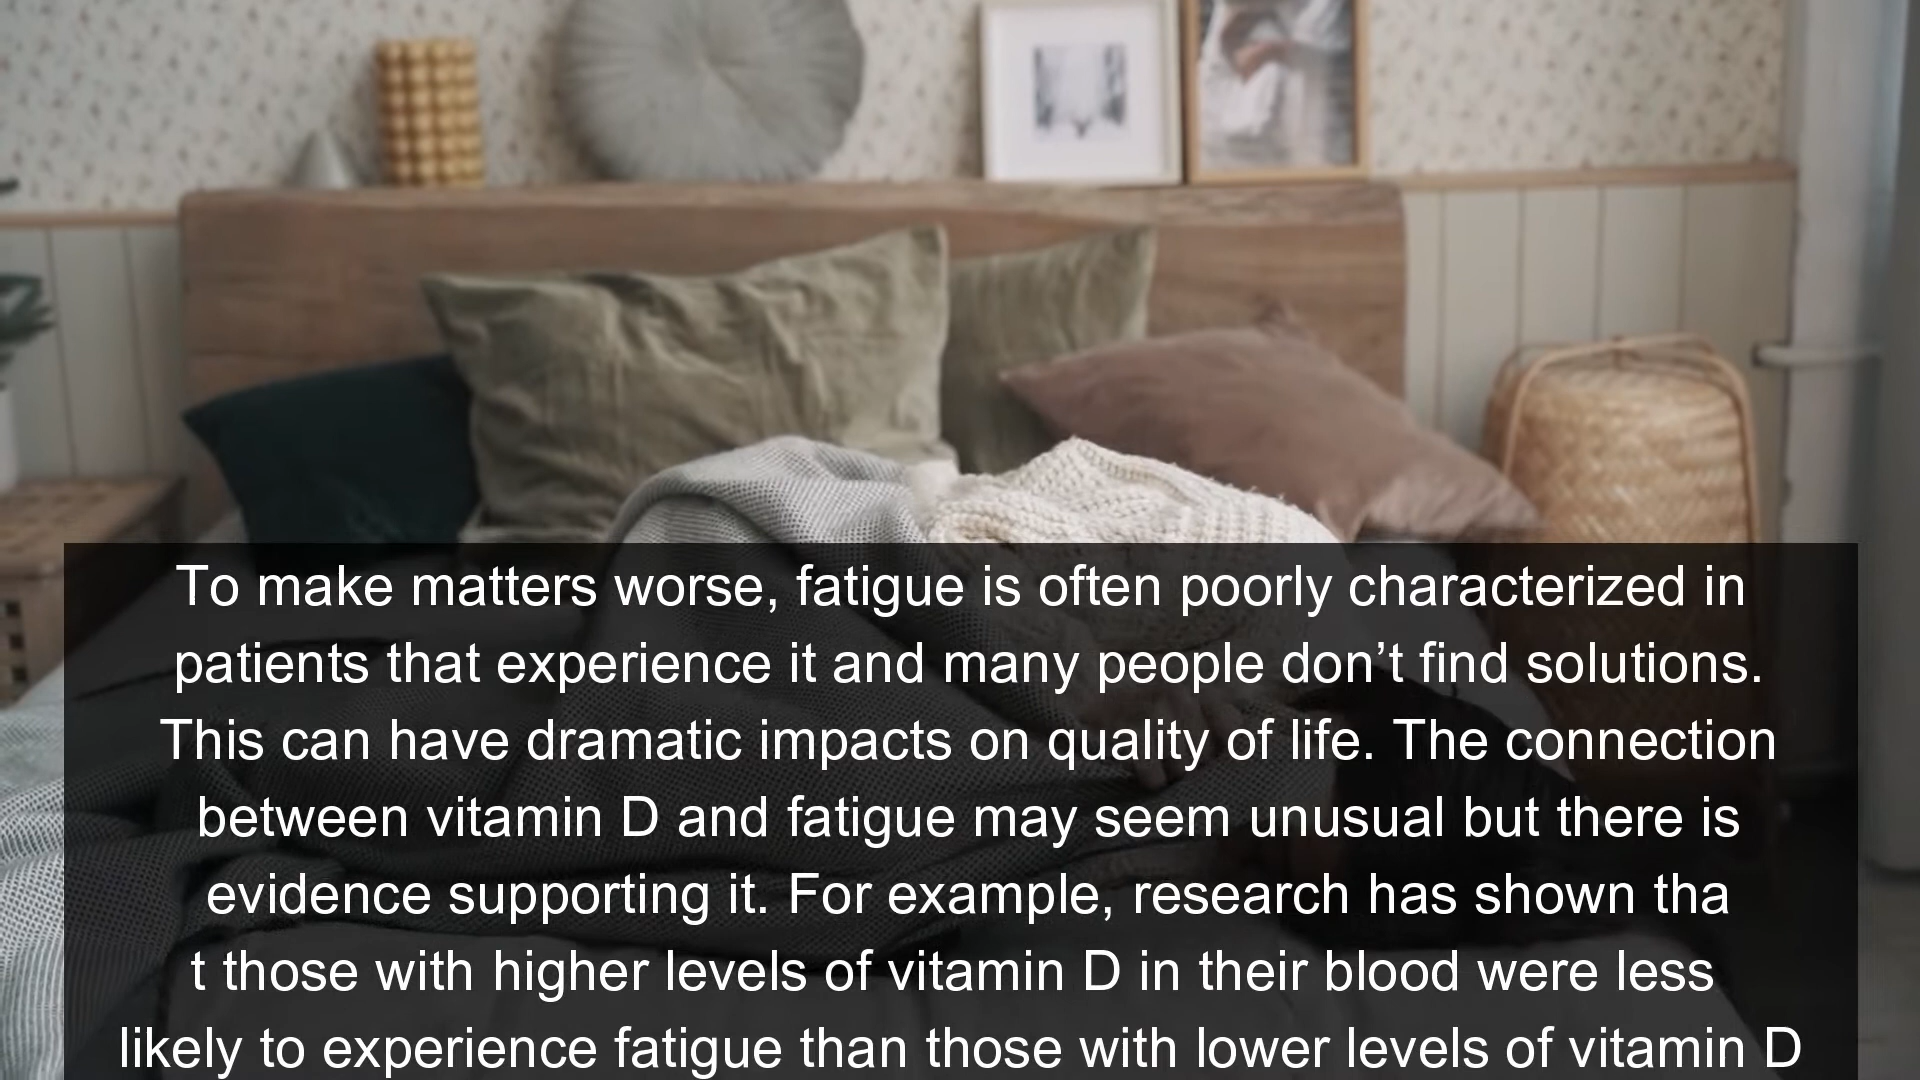 To make matters worse, fatigue is often poorly characterized in
patients that experience it and many people don’t find solutions.
This can have dramatic impacts on quality of life. The connection
between vitamin D and fatigue may seem unusual but there is
evidence supporting it. For example, research has shown tha
t those with higher levels of vitamin D in their blood were less
likely to experience fatigue than those with lower levels of vitamin D